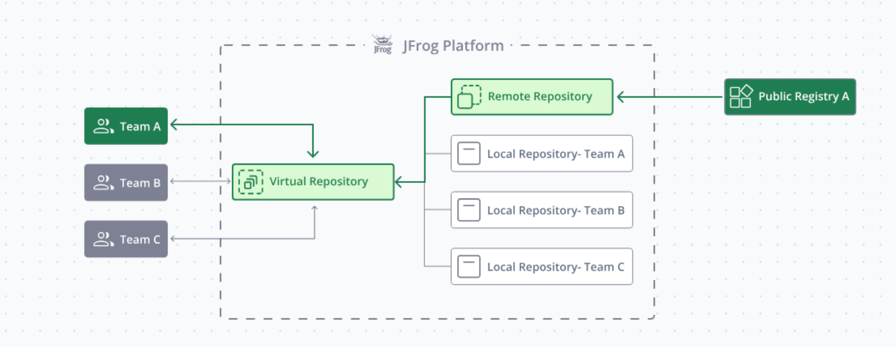 JFrog
JFrog Platform
Remote Repository
Public Registry A
Team A
Local Repository- Team A
Team B
Virtual Repository
Local Repository- Team B
Team C
Local Repository- Team C